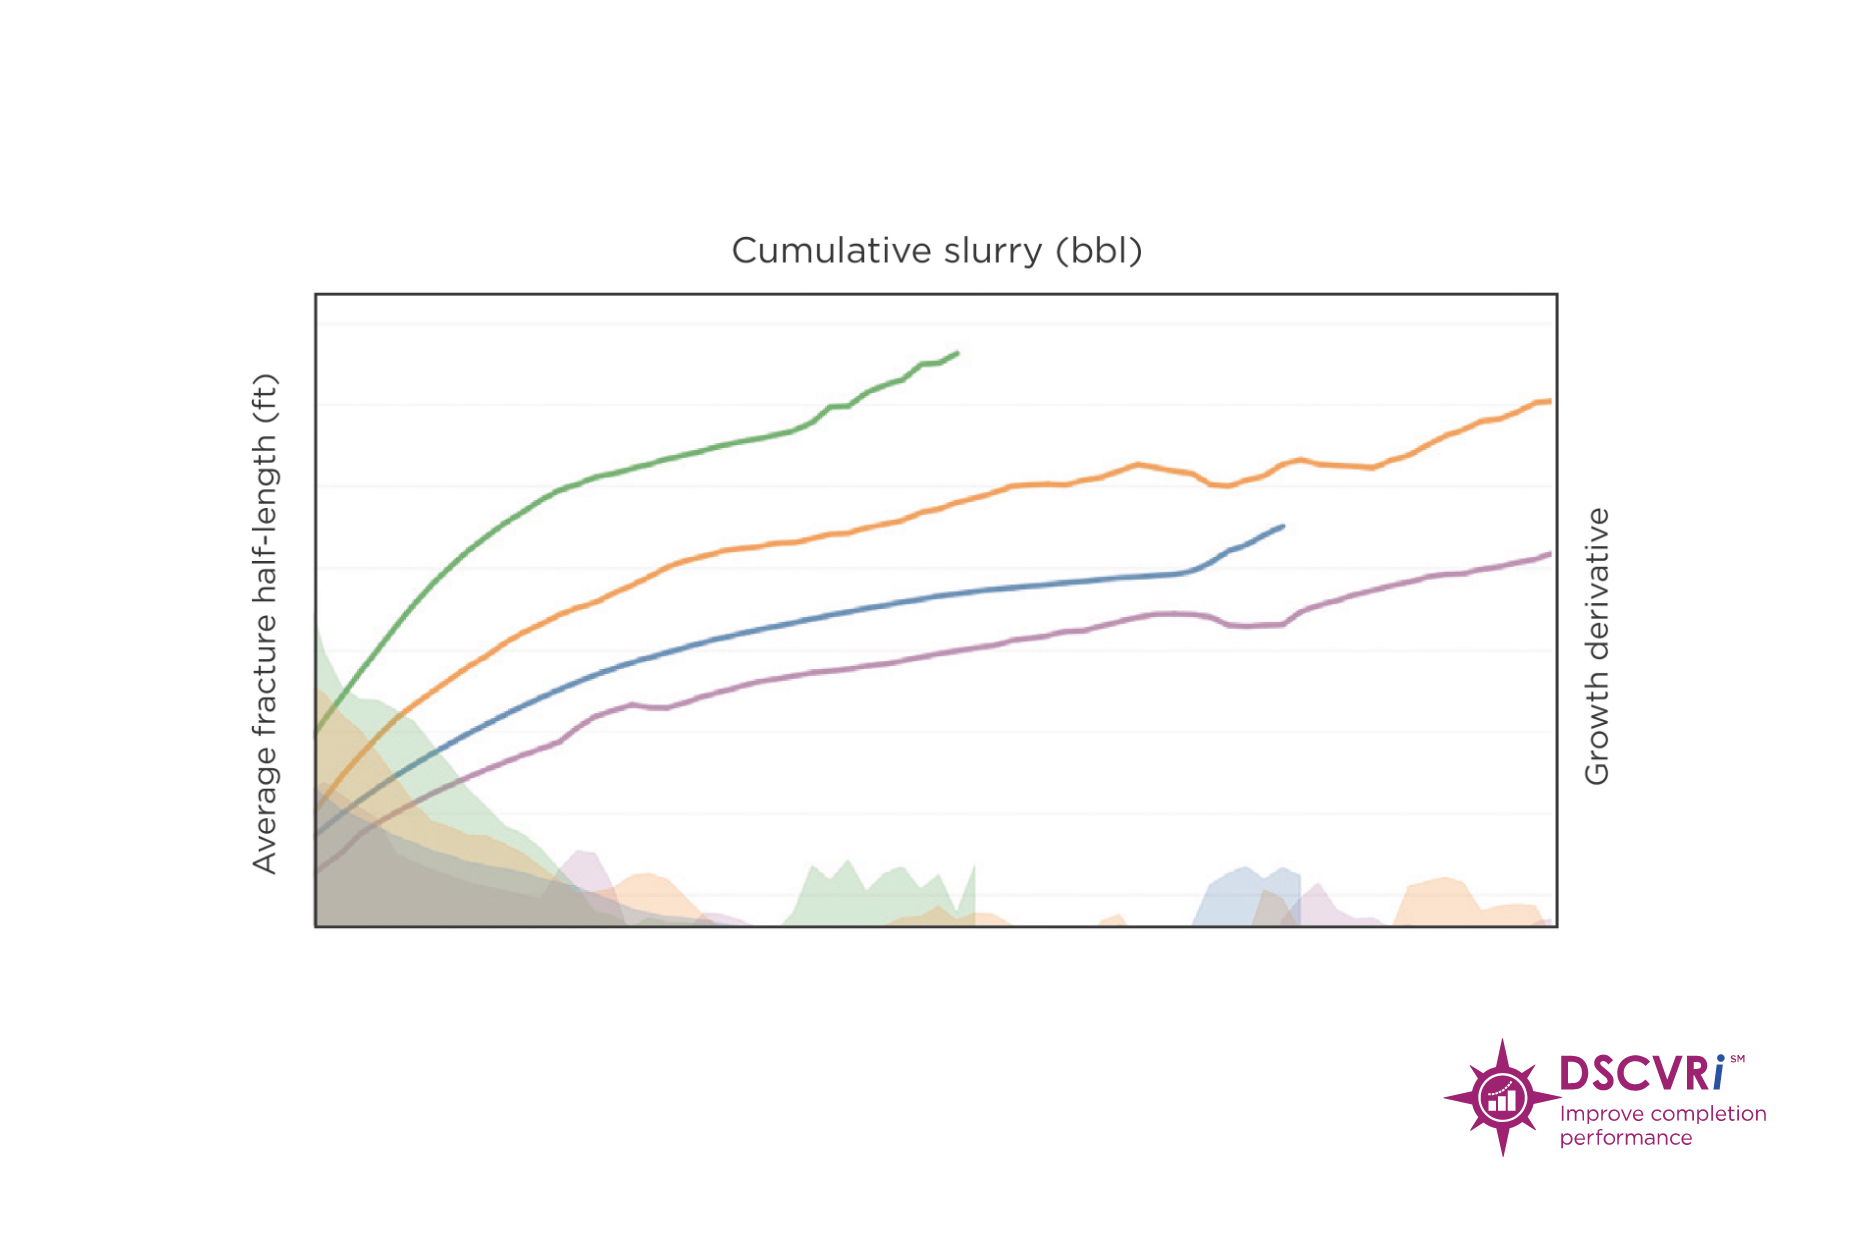 Cumulative slurry (bbl)
Average fracture half-length (ft)
Growth derivative
DSCVRi℠
Improve completion
performance